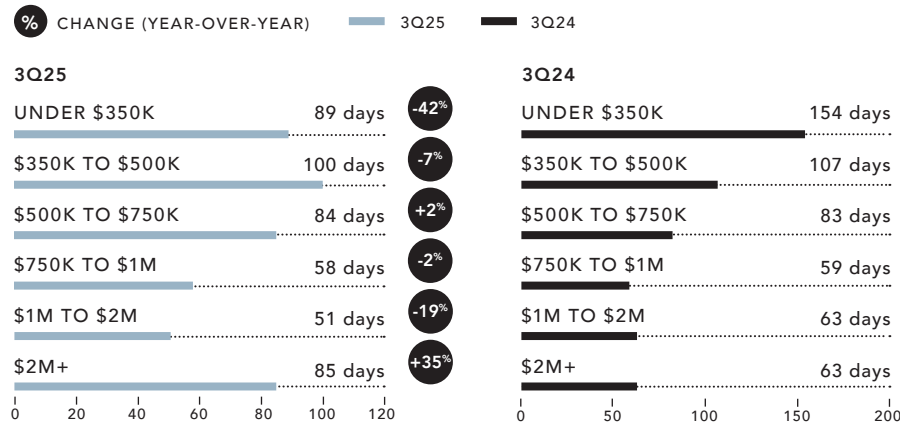 % CHANGE (YEAR-OVER-YEAR) 3Q25 3Q24
3Q25
UNDER $350K 89 days
$350K TO $500K 100 days
$500K TO $750K 84 days
$750K TO $1M 58 days
$1M TO $2M 51 days
$2M+ 85 days
0 20 40 60 80 100 120
-42%
-7%
+2%
-2%
-19%
+35%
3Q24
UNDER $350K 154 days
$350K TO $500K 107 days
$500K TO $750K 83 days
$750K TO $1M 59 days
$1M TO $2M 63 days
$2M+ 63 days
0 50 100 150 200